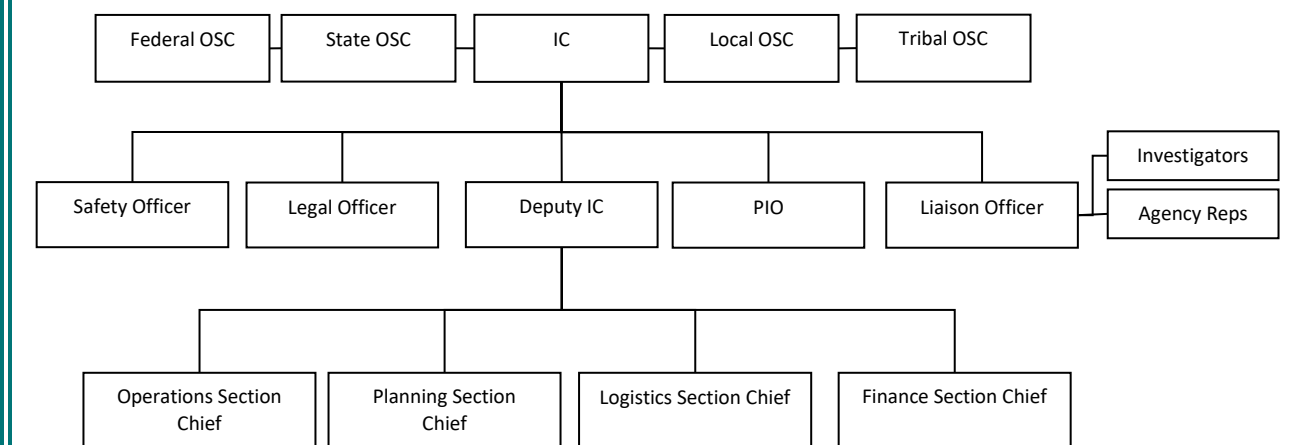 Federal OSC
State OSC
IC
Local OSC
Tribal OSC
Investigators
Agency Reps
Safety Officer
Legal Officer
Deputy IC
PIO
Liaison Officer
Operations Section
Chief
Planning Section
Chief
Logistics Section Chief
Finance Section Chief